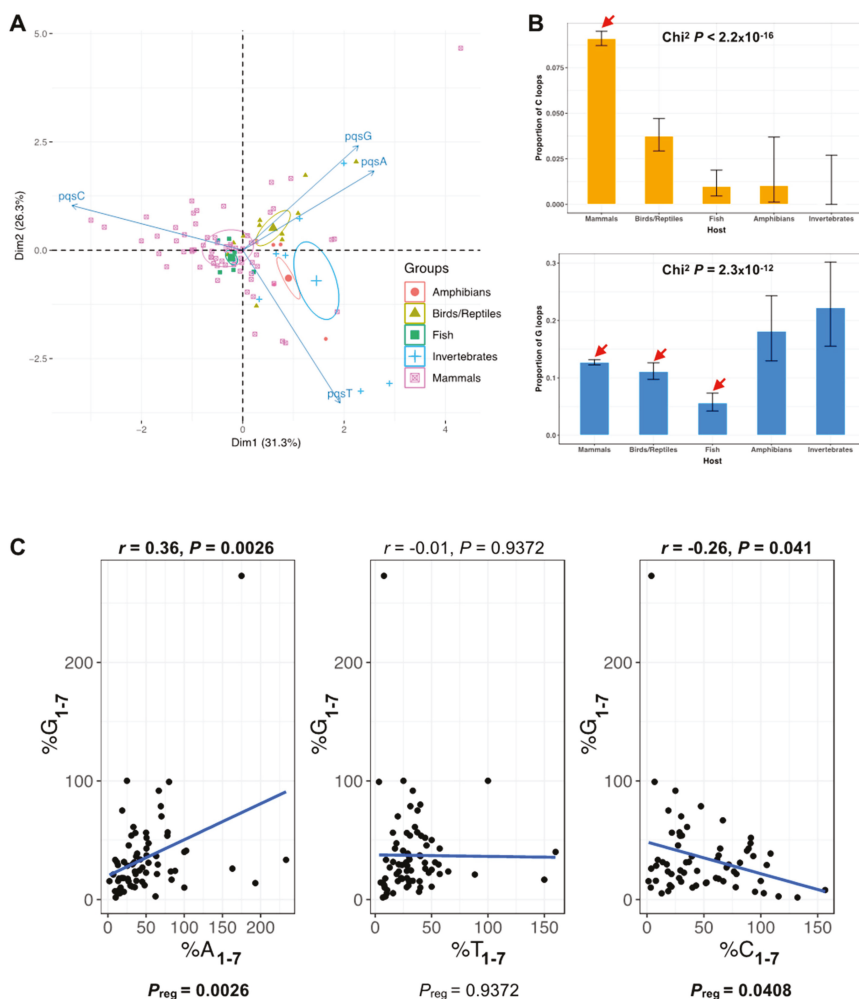 A
5.0
2.5
0.0
-2.5
Dim2 (26.3%)
pqsG
pqsA
pqsC
pqsT
Groups
Amphibians
Birds/Reptiles
Fish
Invertebrates
Mammals
-2
0
2
4
Dim1 (31.3%)
B
Chi² P < 2.2x10⁻¹⁶
Proportion of C loops
0.075
0.050
0.025
0.000
Mammals
Birds/Reptiles
Fish
Amphibians
Invertebrates
Host
Chi² P = 2.3x10⁻¹²
Proportion of G loops
0.3
0.2
0.1
0.0
Mammals
Birds/Reptiles
Fish
Amphibians
Invertebrates
Host
C
r = 0.36, P = 0.0026
%G1-7
200
100
0
0 50 100 150 200
%A1-7
Preg = 0.0026
r = -0.01, P = 0.9372
%G1-7
200
100
0
0 50 100 150
%T1-7
Preg = 0.9372
r = -0.26, P = 0.041
%G1-7
200
100
0
0 50 100 150
%C1-7
Preg = 0.0408